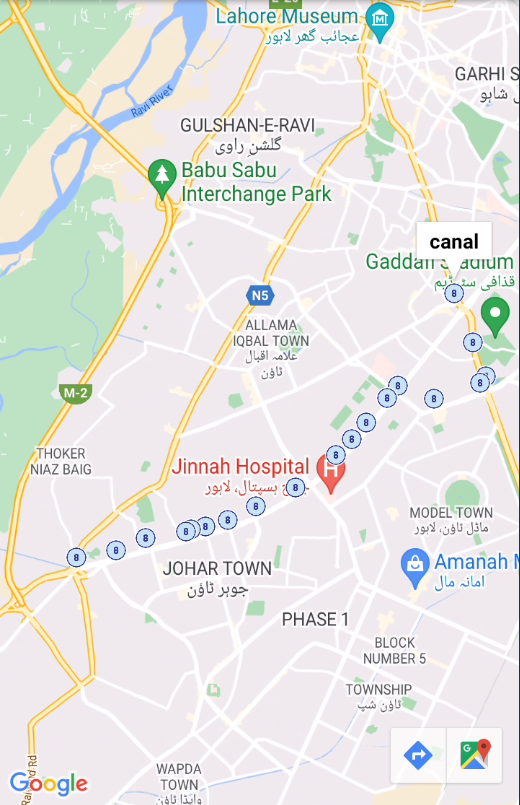 Lahore Museum
عجائب گھر لاہور
Ravi River
GARHI S
GULSHAN-E-RAVI
گلشن راوی
Babu Sabu
Interchange Park
canal
Gaddafi Stadium
قذافی سٹیڈیم
8
N5
ALLAMA
IQBAL TOWN
علامہ اقبال
ٹاؤن
8
8
8
M-2
8
8
8
8
8
8
THOKER
NIAZ BAIG
Jinnah Hospital
جناح ہسپتال، لاہور
8
8
MODEL TOWN
ماڈل ٹاؤن، لاہور
8
8
8
8
8
8
8
JOHAR TOWN
جوہر ٹاؤن
Amanah M
امانہ مال
PHASE 1
BLOCK
NUMBER 5
TOWNSHIP
ٹاؤن شپ
WAPDA
TOWN
واپڈا ٹاؤن
Google